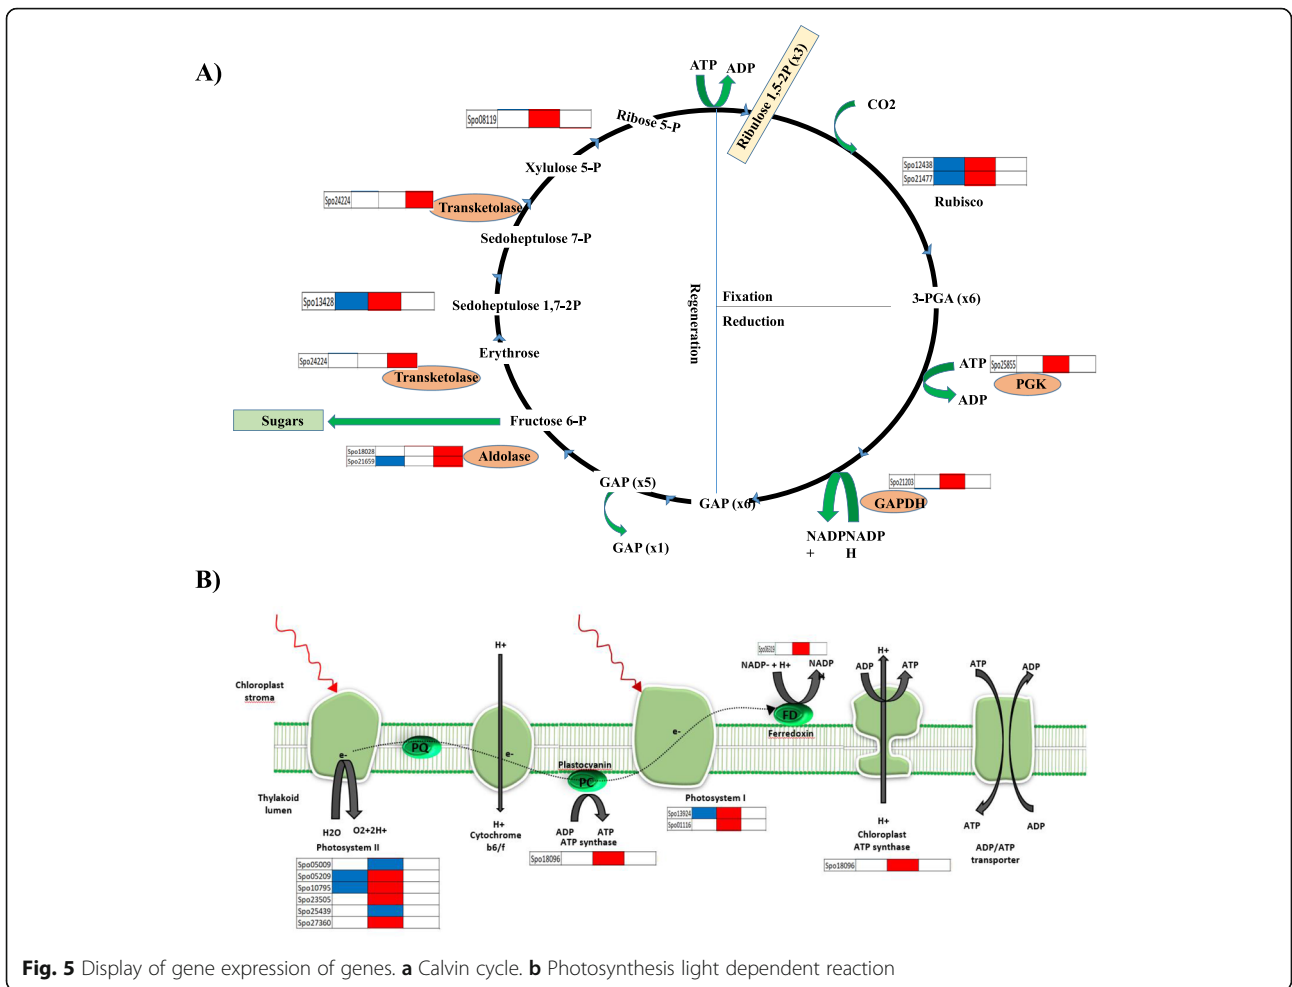 A)
ATP
ADP
Ribulose 1,5-2P (x3)
CO2
Spo08119
Ribose 5-P
Spo12438
Spo21477
Rubisco
Xylulose 5-P
Spo24224
Transketolase
Sedoheptulose 7-P
Spo13428
Sedoheptulose 1,7-2P
Regeneration
Fixation
Reduction
3-PGA (x6)
Erythrose
Spo24224
Transketolase
ATP
Spo25855
PGK
ADP
Sugars
Fructose 6-P
Spo18028
Spo21659
Aldolase
GAP (x5)
GAP (x6)
Spo21203
GAPDH
GAP (x1)
NADPNADP
+ H
B)
H+
NADP- + H+
NADP
H
ADP
H+
ATP
ATP
ADP
Chloroplast
stroma
FD
Ferredoxin
e-
PQ
e-
e-
Plastocyanin
PC
Thylakoid
lumen
H2O
O2+2H+
Photosystem II
H+
Cytochrome
b6/f
ADP
ATP
ATP synthase
Spo18096
Photosystem I
Spo13924
Spo01116
H+
Chloroplast
ATP synthase
Spo18096
ATP
ADP
ADP/ATP
transporter
Spo05009
Spo05209
Spo10795
Spo23505
Spo25439
Spo27360
Fig. 5 Display of gene expression of genes. a Calvin cycle. b Photosynthesis light dependent reaction